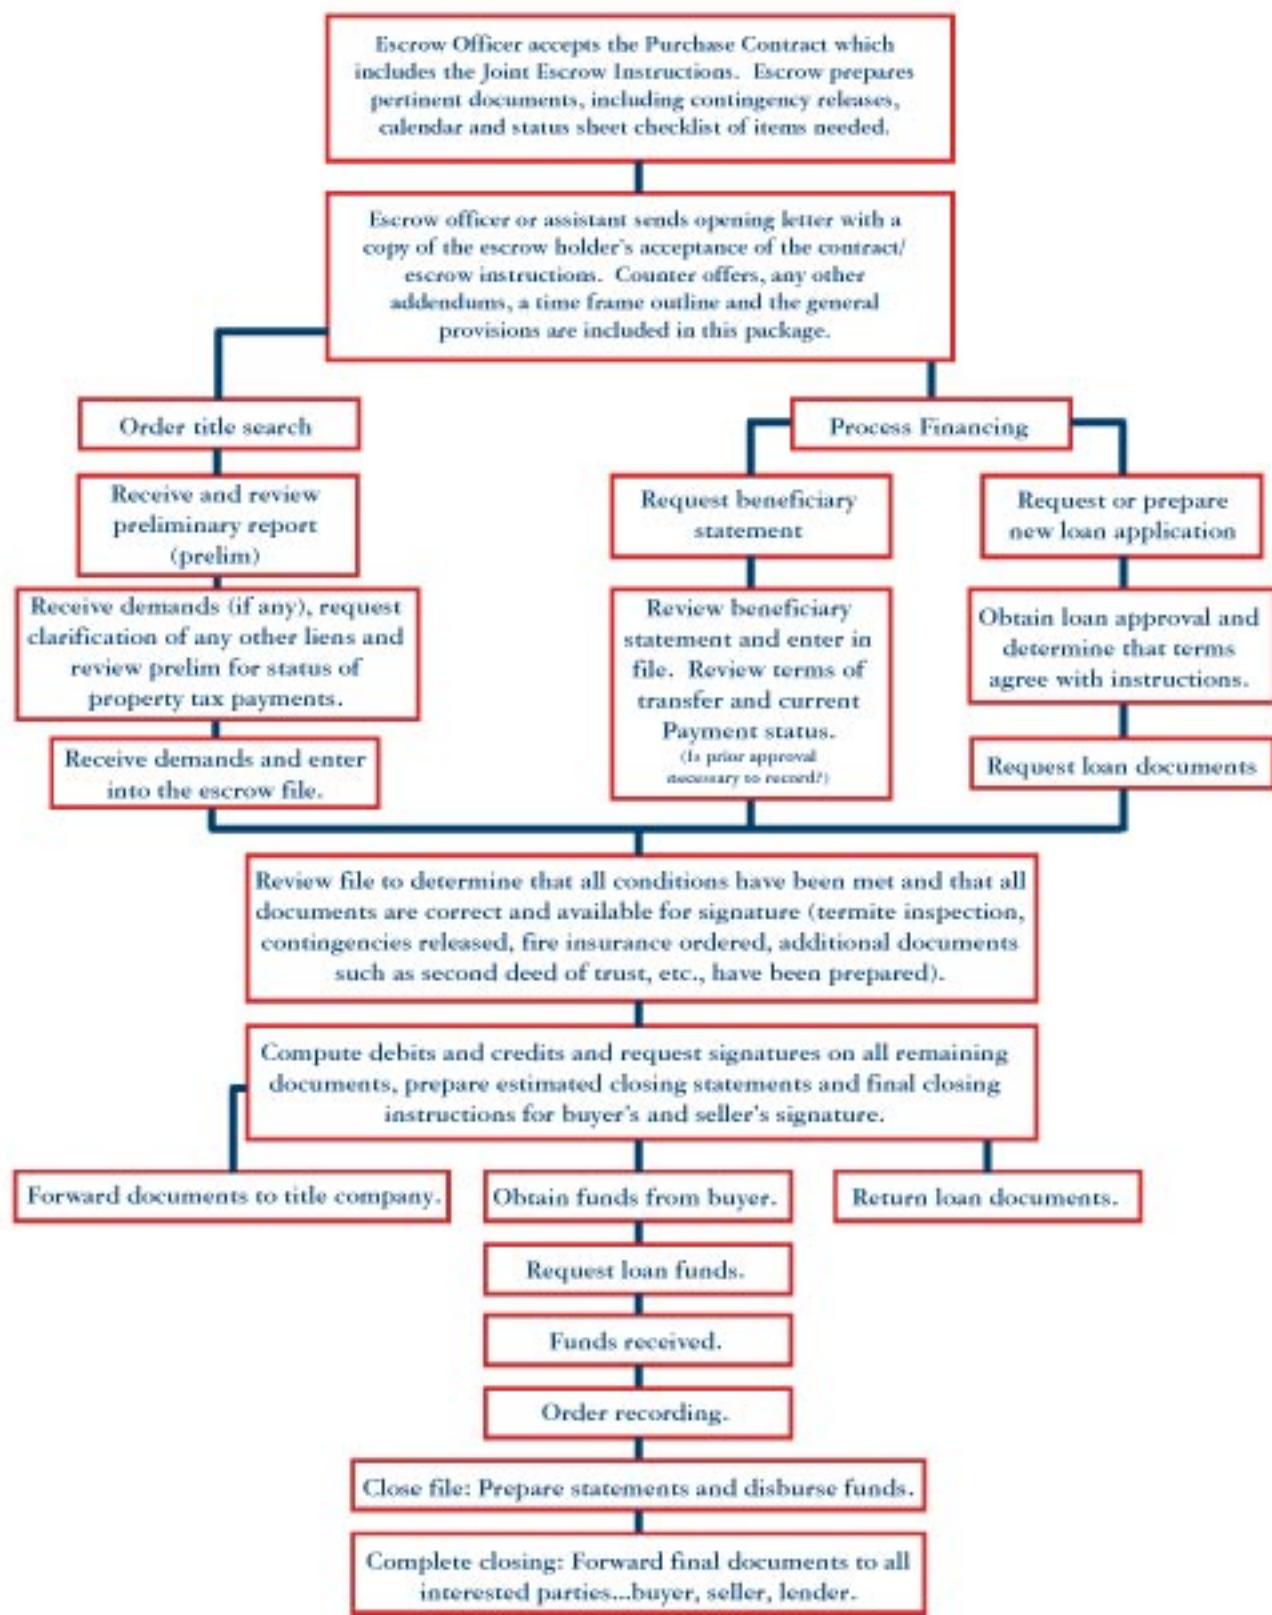 Escrow Officer accepts the Purchase Contract which
includes the Joint Escrow Instructions. Escrow prepares
pertinent documents, including contingency releases,
calendar and status sheet checklist of items needed.
Escrow officer or assistant sends opening letter with a
copy of the escrow holder's acceptance of the contract/
escrow instructions. Counter offers, any other
addendums, a time frame outline and the general
provisions are included in this package.
Order title search
Receive and review
preliminary report
(prelim)
Receive demands (if any), request
clarification of any other liens and
review prelim for status of
property tax payments.
Receive demands and enter
into the escrow file.
Process Financing
Request beneficiary
statement
Review beneficiary
statement and enter in
file. Review terms of
transfer and current
Payment status.
(Is prior approval
necessary to record?)
Request or prepare
new loan application
Obtain loan approval and
determine that terms
agree with instructions.
Request loan documents
Review file to determine that all conditions have been met and that all
documents are correct and available for signature (termite inspection,
contingencies released, fire insurance ordered, additional documents
such as second deed of trust, etc., have been prepared).
Compute debits and credits and request signatures on all remaining
documents, prepare estimated closing statements and final closing
instructions for buyer's and seller's signature.
Forward documents to title company.
Obtain funds from buyer.
Return loan documents.
Request loan funds.
Funds received.
Order recording.
Close file: Prepare statements and disburse funds.
Complete closing: Forward final documents to all
interested parties...buyer, seller, lender.